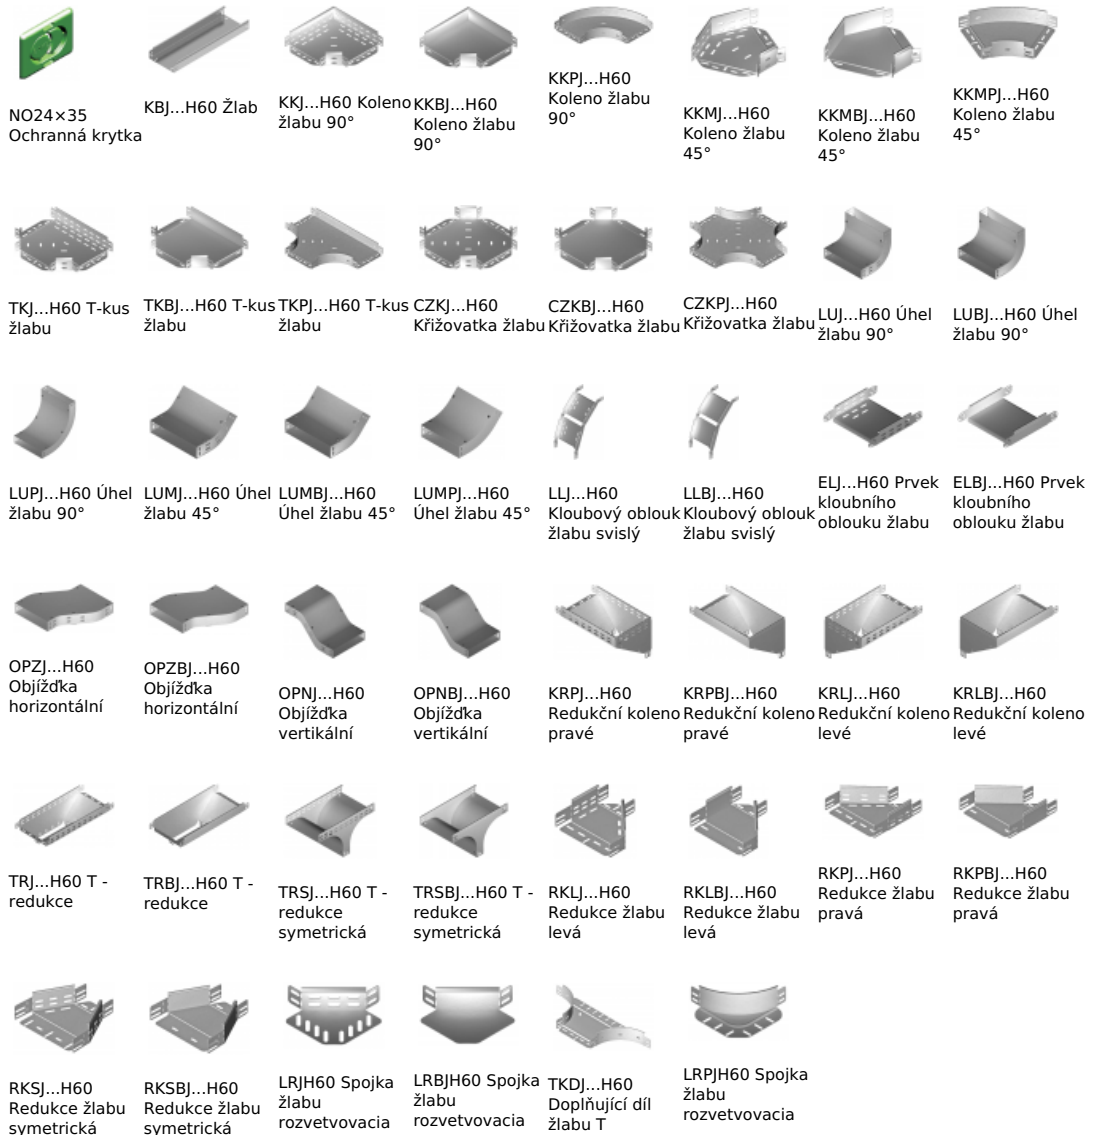 NO24×35
Ochranná krytka
KBJ...H60 Žlab
KKJ...H60 Koleno
žlabu 90°
KKBJ...H60
Koleno žlabu
90°
KKPJ...H60
Koleno žlabu
90°
KKMJ...H60
Koleno žlabu
45°
KKMBJ...H60
Koleno žlabu
45°
KKMPJ...H60
Koleno žlabu
45°
TKJ...H60 T-kus
žlabu
TKBJ...H60 T-kus
žlabu
TKPJ...H60 T-kus
žlabu
CZKJ...H60
Křižovatka žlabu
CZKBJ...H60
Křižovatka žlabu
CZKPJ...H60
Křižovatka žlabu
LUJ...H60 Úhel
žlabu 90°
LUBJ...H60 Úhel
žlabu 90°
LUPJ...H60 Úhel
žlabu 90°
LUMJ...H60 Úhel
žlabu 45°
LUMBJ...H60
Úhel žlabu 45°
LUMPJ...H60
Úhel žlabu 45°
LLJ...H60
Kloubový oblouk
žlabu svislý
LLBJ...H60
Kloubový oblouk
žlabu svislý
ELJ...H60 Prvek
kloubního
oblouku žlabu
ELBJ...H60 Prvek
kloubního
oblouku žlabu
OPZJ...H60
Objížďka
horizontální
OPZBJ...H60
Objížďka
horizontální
OPNJ...H60
Objížďka
vertikální
OPNBJ...H60
Objížďka
vertikální
KRPJ...H60
Redukční koleno
pravé
KRPBJ...H60
Redukční koleno
pravé
KRLJ...H60
Redukční koleno
levé
KRLBJ...H60
Redukční koleno
levé
TRJ...H60 T -
redukce
TRBJ...H60 T -
redukce
TRSJ...H60 T -
redukce
symetrická
TRSBJ...H60 T -
redukce
symetrická
RKLJ...H60
Redukce žlabu
levá
RKLBJ...H60
Redukce žlabu
levá
RKPJ...H60
Redukce žlabu
pravá
RKPBJ...H60
Redukce žlabu
pravá
RKSJ...H60
Redukce žlabu
symetrická
RKSBJ...H60
Redukce žlabu
symetrická
LRJH60 Spojka
žlabu
rozvetvovacia
LRBJH60 Spojka
žlabu
rozvetvovacia
TKDJ...H60
Doplňující díl
žlabu T
LRPJH60 Spojka
žlabu
rozvetvovacia